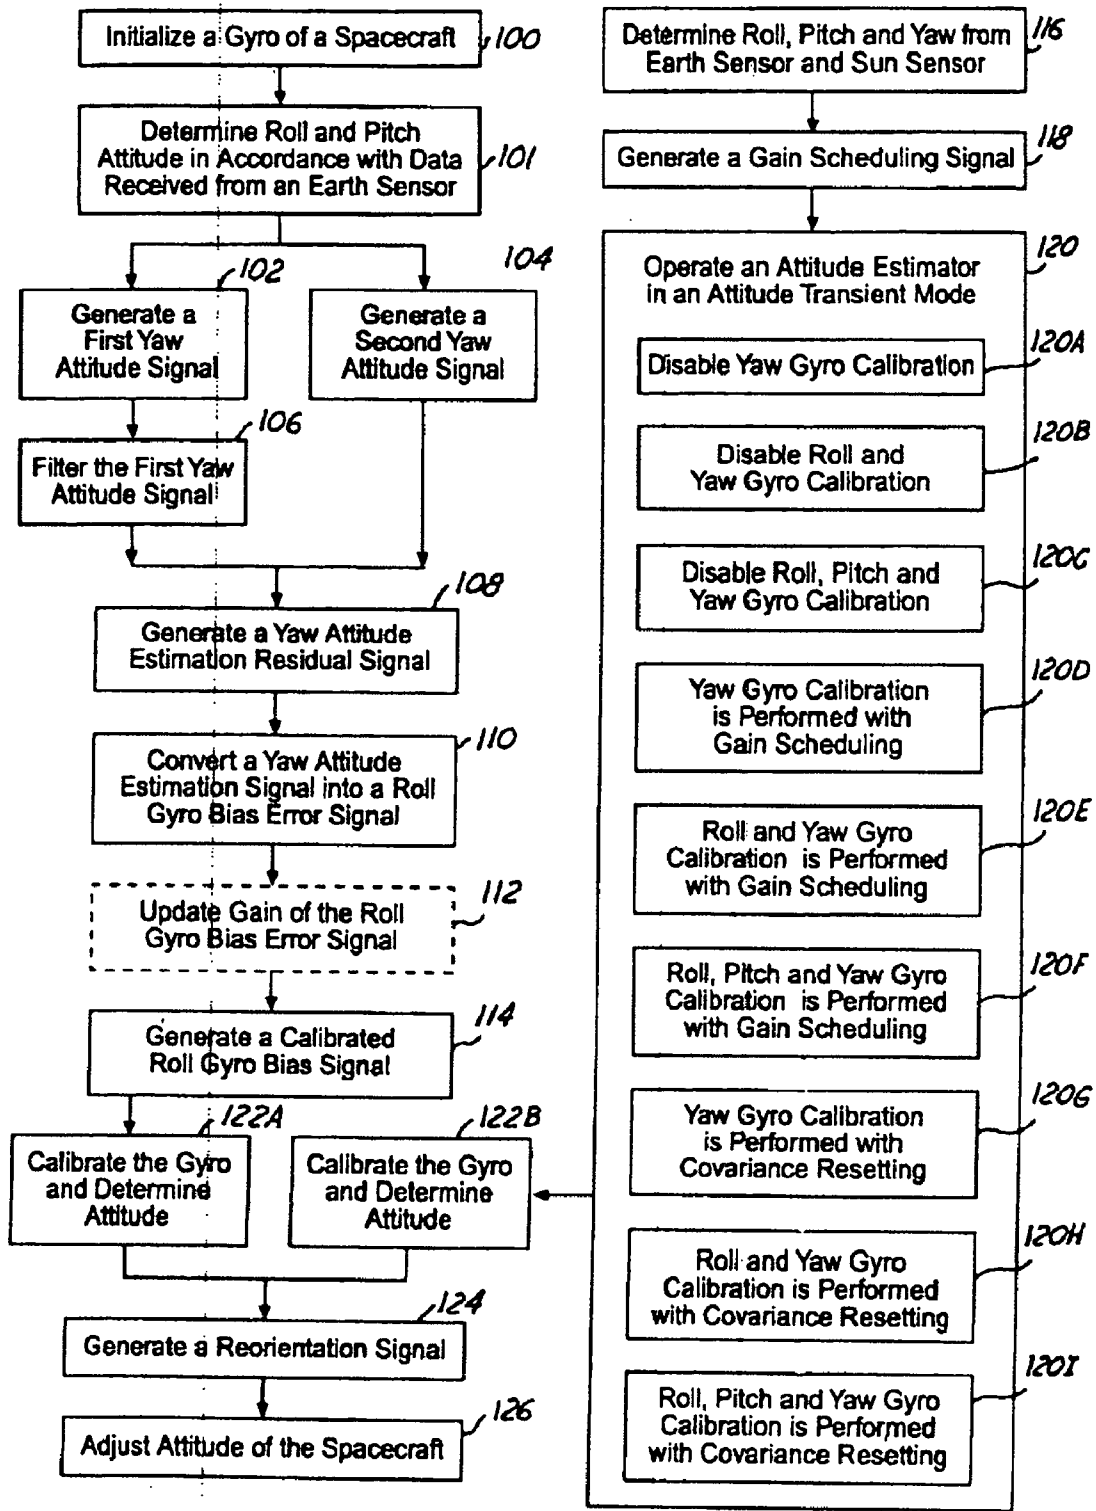 Initialize a Gyro of a Spacecraft
100
Determine Roll and Pitch
Attitude in Accordance with Data
Received from an Earth Sensor
101
102
Generate a
First Yaw
Attitude Signal
104
Generate a
Second Yaw
Attitude Signal
106
Filter the First Yaw
Attitude Signal
108
Generate a Yaw Attitude
Estimation Residual Signal
110
Convert a Yaw Attitude
Estimation Signal into a Roll
Gyro Bias Error Signal
112
Update Gain of the Roll
Gyro Bias Error Signal
114
Generate a Calibrated
Roll Gyro Bias Signal
122A
Calibrate the Gyro
and Determine
Attitude
122B
Calibrate the Gyro
and Determine
Attitude
124
Generate a Reorientation Signal
126
Adjust Attitude of the Spacecraft
116
Determine Roll, Pitch and Yaw from
Earth Sensor and Sun Sensor
118
Generate a Gain Scheduling Signal
120
Operate an Attitude Estimator
in an Attitude Transient Mode
120A
Disable Yaw Gyro Calibration
120B
Disable Roll and
Yaw Gyro Calibration
120C
Disable Roll, Pitch and
Yaw Gyro Calibration
120D
Yaw Gyro Calibration
is Performed with
Gain Scheduling
120E
Roll and Yaw Gyro
Calibration is Performed
with Gain Scheduling
120F
Roll, Pitch and Yaw Gyro
Calibration is Performed
with Gain Scheduling
120G
Yaw Gyro Calibration
is Performed with
Covariance Resetting
120H
Roll and Yaw Gyro
Calibration is Performed
with Covariance Resetting
120I
Roll, Pitch and Yaw Gyro
Calibration is Performed
with Covariance Resetting